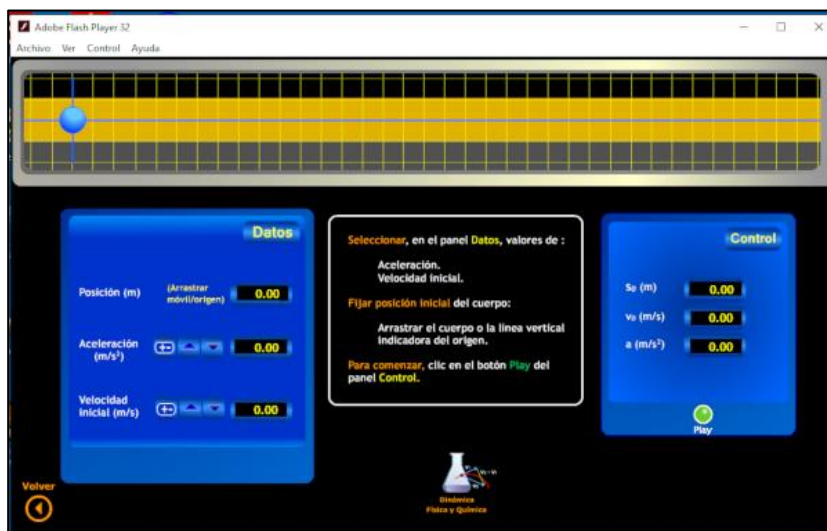 Adobe Flash Player 32
Archivo Ver Control Ayuda
Datos
Posición (m)
(Arrastrar
móvil/origen)
0.00
Aceleración
(m/s²)
0.00
Velocidad
inicial (m/s)
0.00
Seleccionar, en el panel Datos, valores de :
Aceleración.
Velocidad inicial.
Fijar posición inicial del cuerpo:
Arrastrar el cuerpo o la línea vertical
indicadora del origen.
Para comenzar, clic en el botón Play del
panel Control.
Control
s₀ (m) 0.00
v₀ (m/s) 0.00
a (m/s²) 0.00
Play
Volver
Dinámica
Física y Química